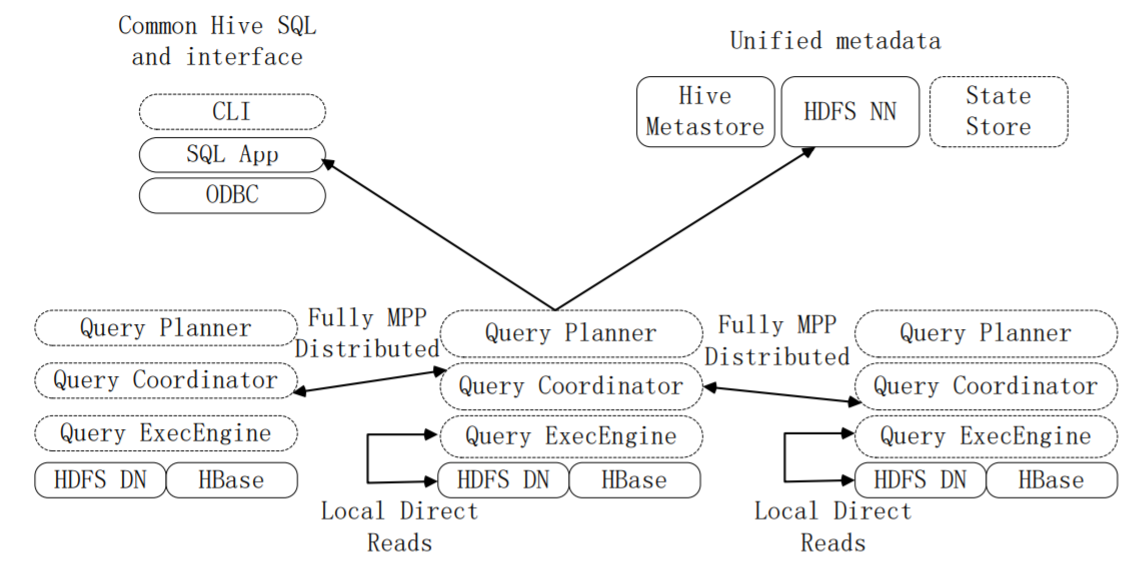 Common Hive SQL
and interface
CLI
SQL App
ODBC
Unified metadata
Hive
Metastore
HDFS NN
State
Store
Query Planner
Query Coordinator
Query ExecEngine
HDFS DN
HBase
Fully MPP
Distributed
Query Planner
Query Coordinator
Query ExecEngine
HDFS DN
HBase
Local Direct
Reads
Fully MPP
Distributed
Query Planner
Query Coordinator
Query ExecEngine
HDFS DN
HBase
Local Direct
Reads